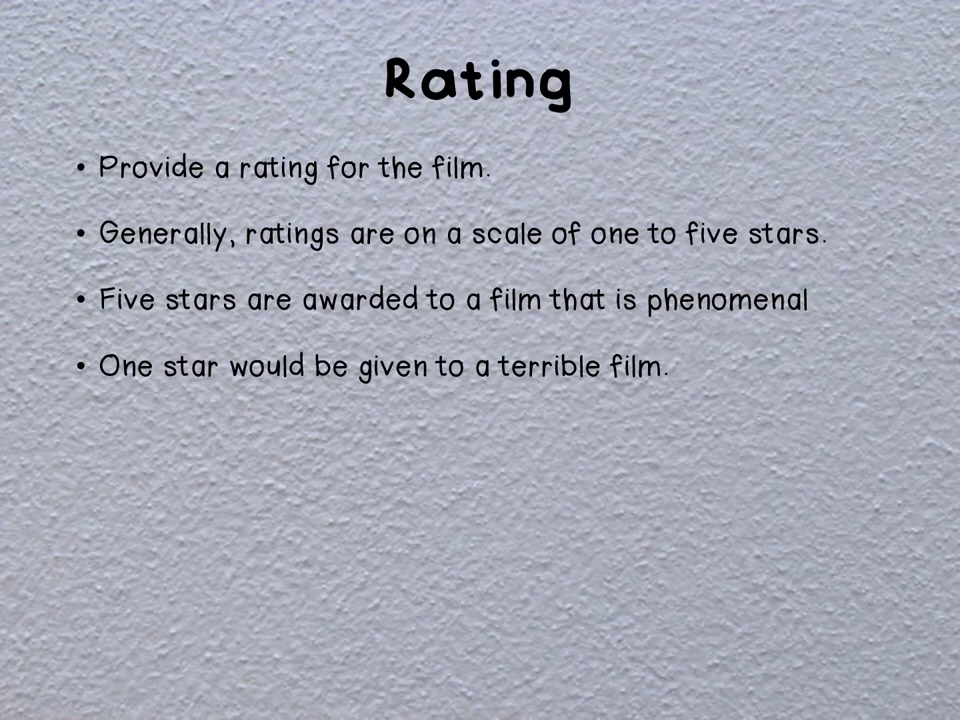 Rating
• Provide a rating for the film.
• Generally, ratings are on a scale of one to five stars.
• Five stars are awarded to a film that is phenomenal
• One star would be given to a terrible film.